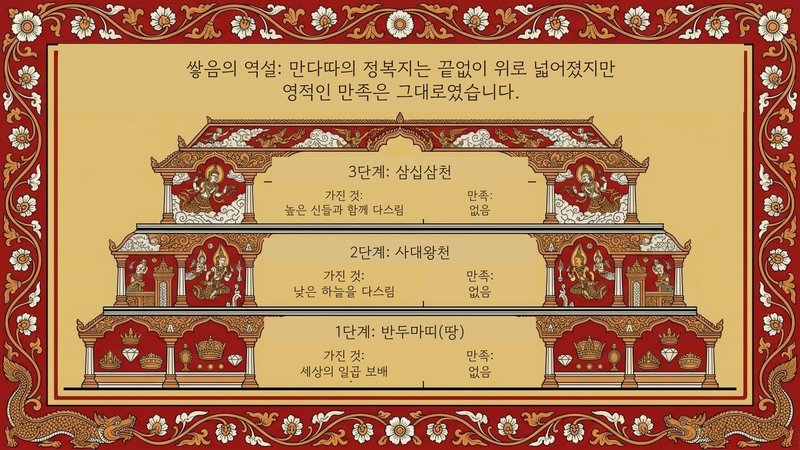 쌓음의 역설: 만다따의 정복지는 끝없이 위로 넓어졌지만
영적인 만족은 그대로였습니다.
3단계: 삼십삼천
가진 것:
높은 신들과 함께 다스림
만족:
없음
2단계: 사대왕천
가진 것:
낮은 하늘을 다스림
만족:
없음
1단계: 반두마띠(땅)
가진 것:
세상의 일곱 보배
만족:
없음